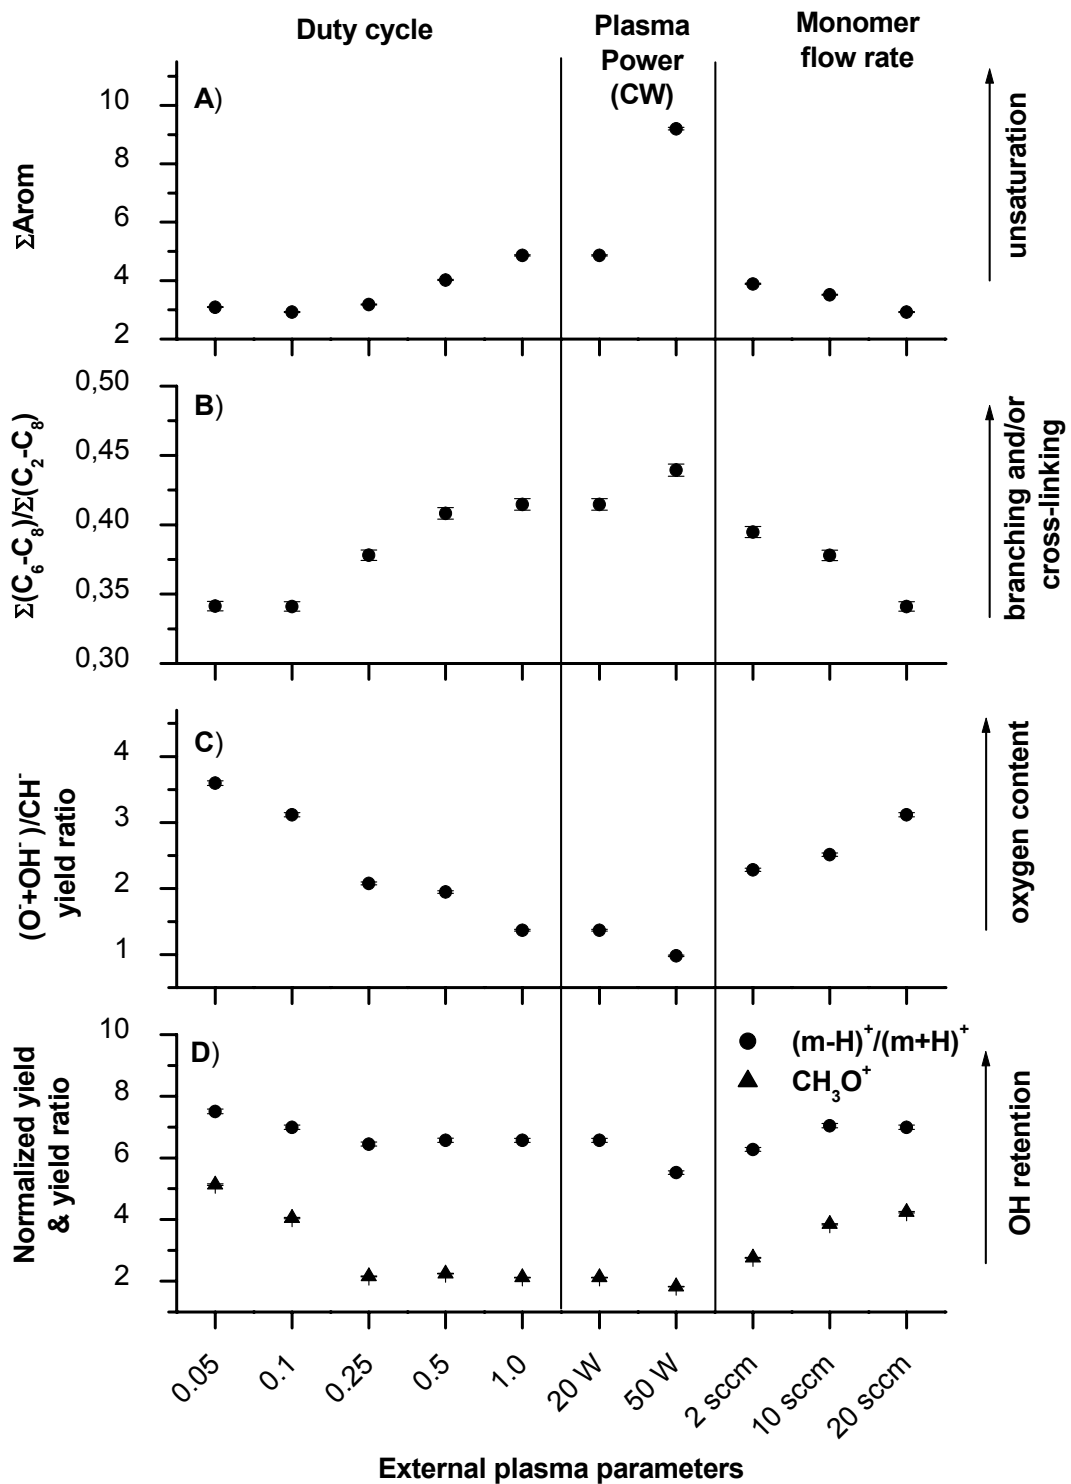 Duty cycle
Plasma
Power
(CW)
Monomer
flow rate
A)
10
8
6
4
2
ΣArom
unsaturation
B)
0,50
0,45
0,40
0,35
0,30
Σ(C₆-C₈)/Σ(C₂-C₈)
branching and/or
cross-linking
C)
4
3
2
1
(O⁻+OH⁻)/CH⁻
yield ratio
oxygen content
D)
10
8
6
4
2
Normalized yield
& yield ratio
(m-H)⁺/(m+H)⁺
CH₃O⁺
OH retention
0.05
0.1
0.25
0.5
1.0
20 W
50 W
2 sccm
10 sccm
20 sccm
External plasma parameters